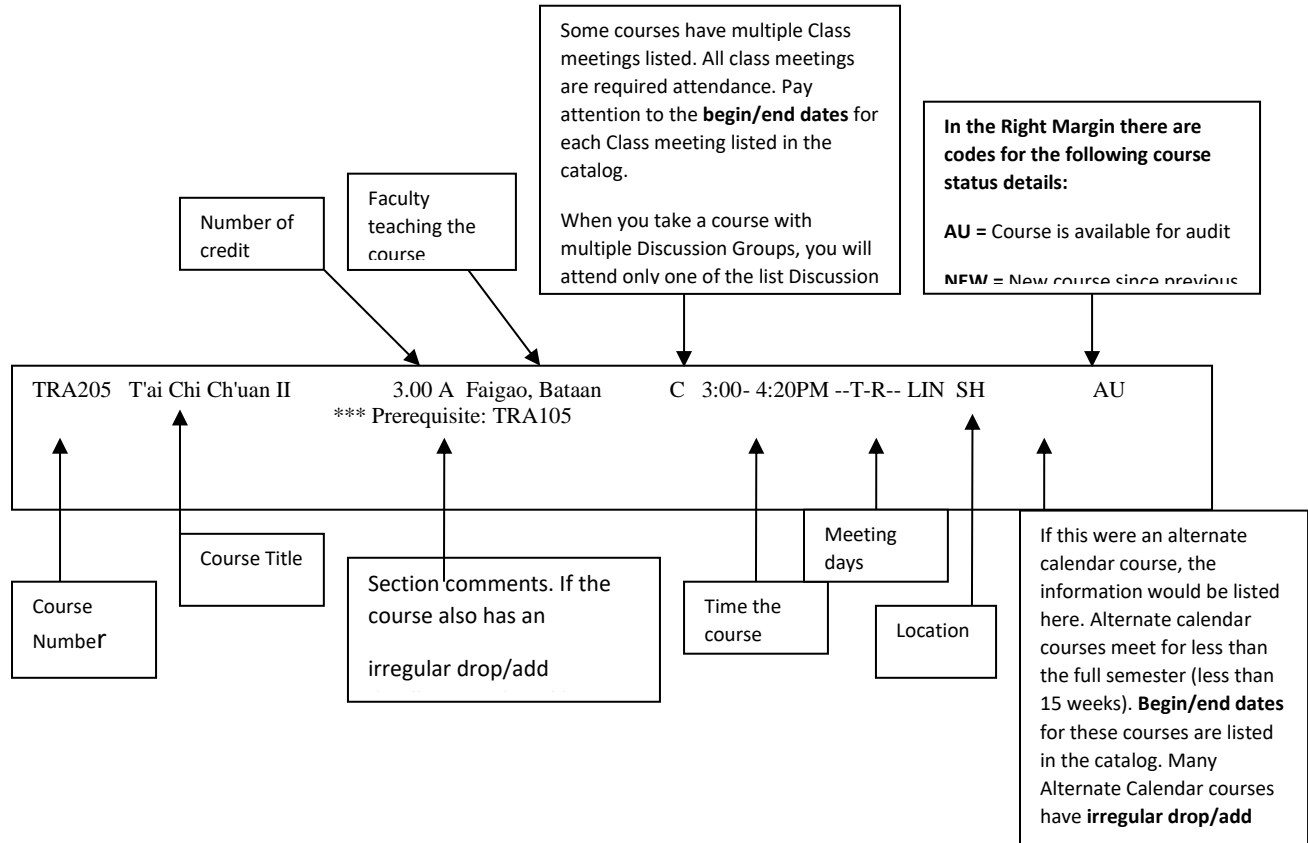 Some courses have multiple Class
meetings listed. All class meetings
are required attendance. Pay
attention to the begin/end dates for
each Class meeting listed in the
catalog.
When you take a course with
multiple Discussion Groups, you will
attend only one of the list Discussion
In the Right Margin there are
codes for the following course
status details:
AU = Course is available for audit
NEW = New course since previous
Number of
credit
Faculty
teaching the
course
TRA205 T'ai Chi Ch'uan II 3.00 A Faigao, Bataan C 3:00- 4:20PM --T-R-- LIN SH AU
*** Prerequisite: TRA105
Course
Number
Course Title
Section comments. If the
course also has an
irregular drop/add
Time the
course
Meeting
days
Location
If this were an alternate
calendar course, the
information would be listed
here. Alternate calendar
courses meet for less than
the full semester (less than
15 weeks). Begin/end dates
for these courses are listed
in the catalog. Many
Alternate Calendar courses
have irregular drop/add